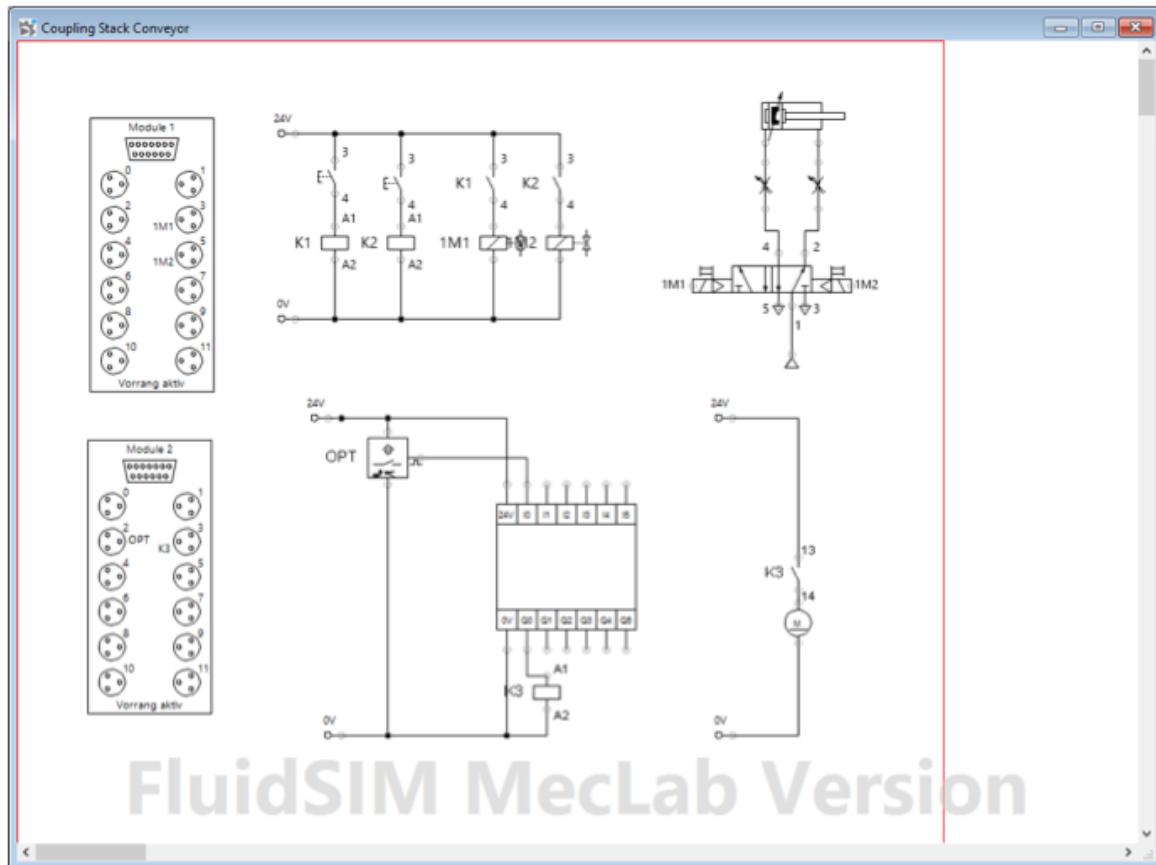 Coupling Stack Conveyor
Module 1
0 1
2 3
1M1
4 5
1M2
6 7
8 9
10 11
Vorrang aktiv
24V
3 3 3 3
K1 K2
4 4 4 4
A1 A1
K1 K2 1M1 1M2
A2 A2
0V
4 2
1M1 1M2
5 3
1
Module 2
0 1
2 OPT 3
K3
4 5
6 7
8 9
10 11
Vorrang aktiv
24V
OPT
24V I0 I1 I2 I3 I4 I5
0V Q0 Q1 Q2 Q3 Q4 Q5
A1
K3
A2
0V
24V
13
K3
14
M
0V
FluidSIM MecLab Version